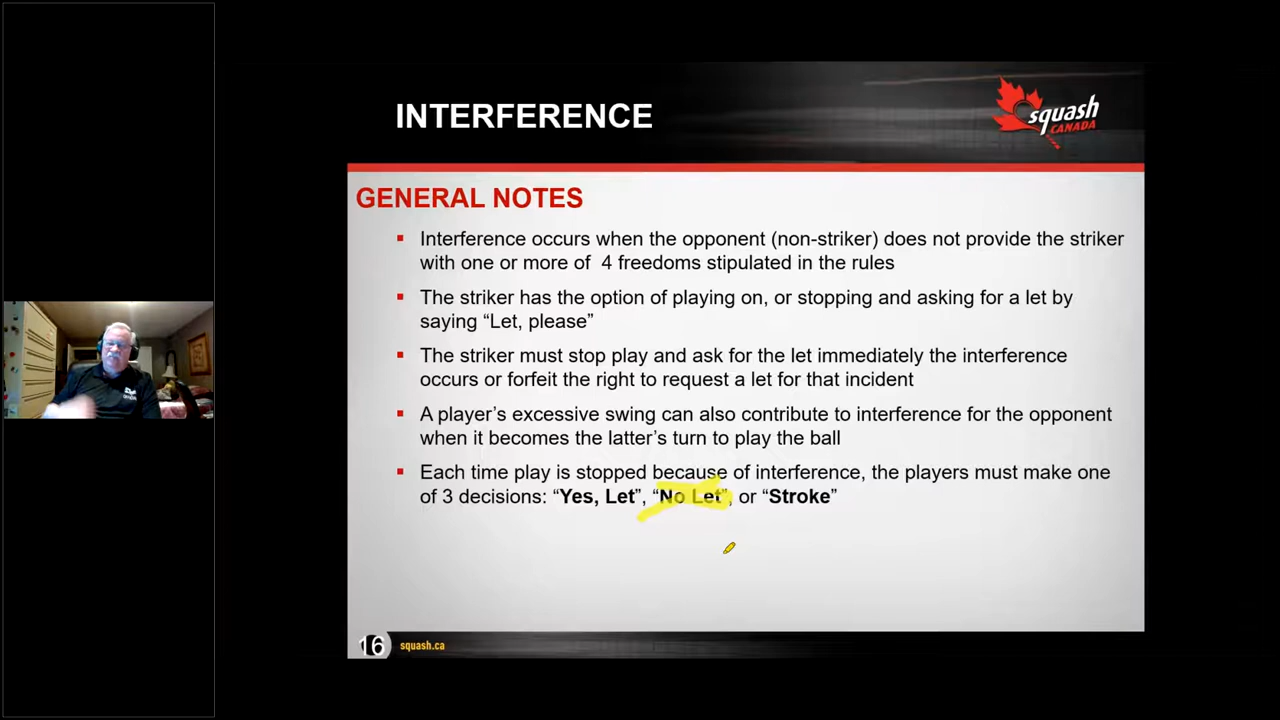 INTERFERENCE
squash
CANADA
GENERAL NOTES
Interference occurs when the opponent (non-striker) does not provide the striker
with one or more of 4 freedoms stipulated in the rules
The striker has the option of playing on, or stopping and asking for a let by
saying “Let, please”
The striker must stop play and ask for the let immediately the interference
occurs or forfeit the right to request a let for that incident
A player’s excessive swing can also contribute to interference for the opponent
when it becomes the latter’s turn to play the ball
Each time play is stopped because of interference, the players must make one
of 3 decisions: “Yes, Let”, “No Let”, or “Stroke”
16
squash.ca